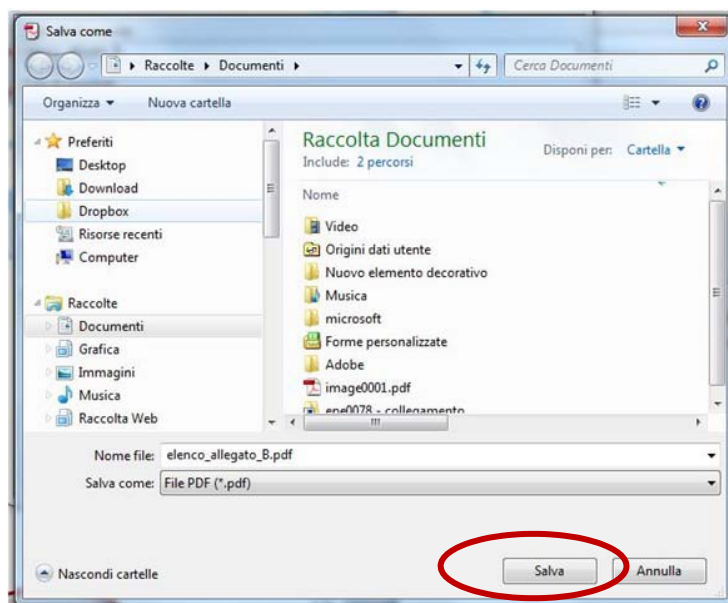 Salva come
Raccolte Documenti
Cerca Documenti
Organizza Nuova cartella
Preferiti
Desktop
Download
Dropbox
Risorse recenti
Computer
Raccolte
Documenti
Grafica
Immagini
Musica
Raccolta Web
Raccolta Documenti
Include: 2 percorsi
Disponi per: Cartella
Nome
Video
Origini dati utente
Nuovo elemento decorativo
Musica
microsoft
Forme personalizzate
Adobe
image0001.pdf
ene0078 - collegamento
Nome file: elenco_allegato_B.pdf
Salva come: File PDF (*.pdf)
Nascondi cartelle
Salva
Annulla